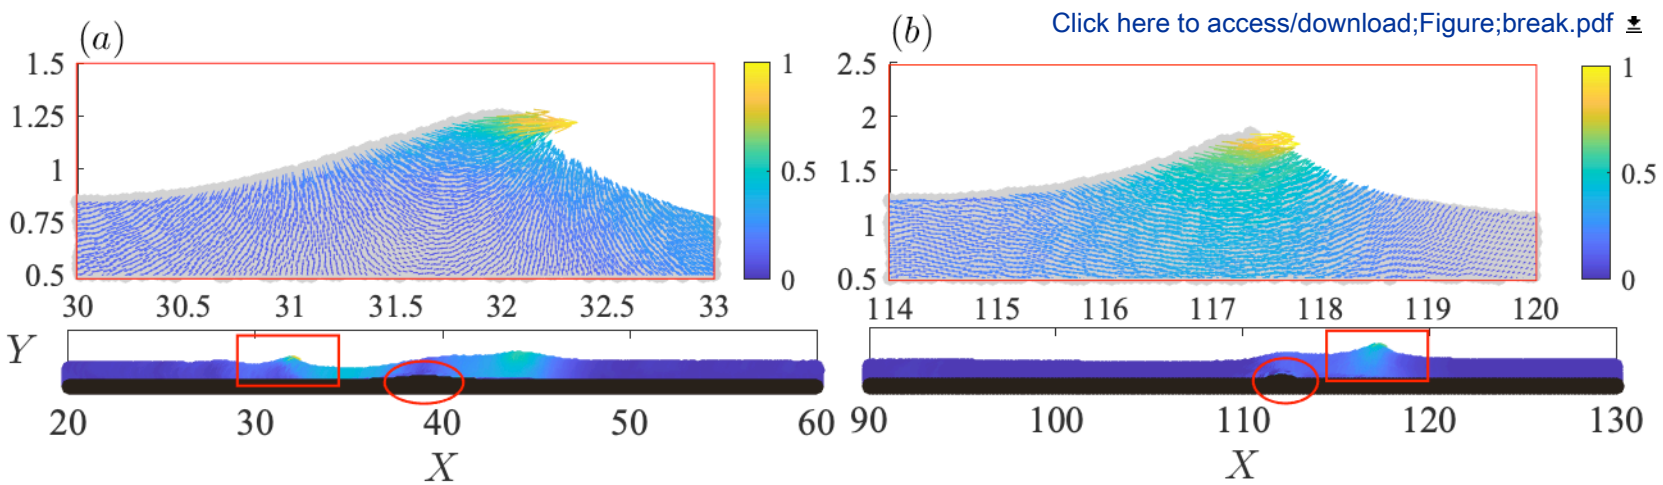 Click here to access/download;Figure;break.pdf
(a)
1.5
1.25
1
0.75
0.5
30 30.5 31 31.5 32 32.5 33
1
0.5
0
(b)
2.5
2
1.5
1
0.5
114 115 116 117 118 119 120
1
0.5
0
Y
20 30 40 50 60
X
90 100 110 120 130
X